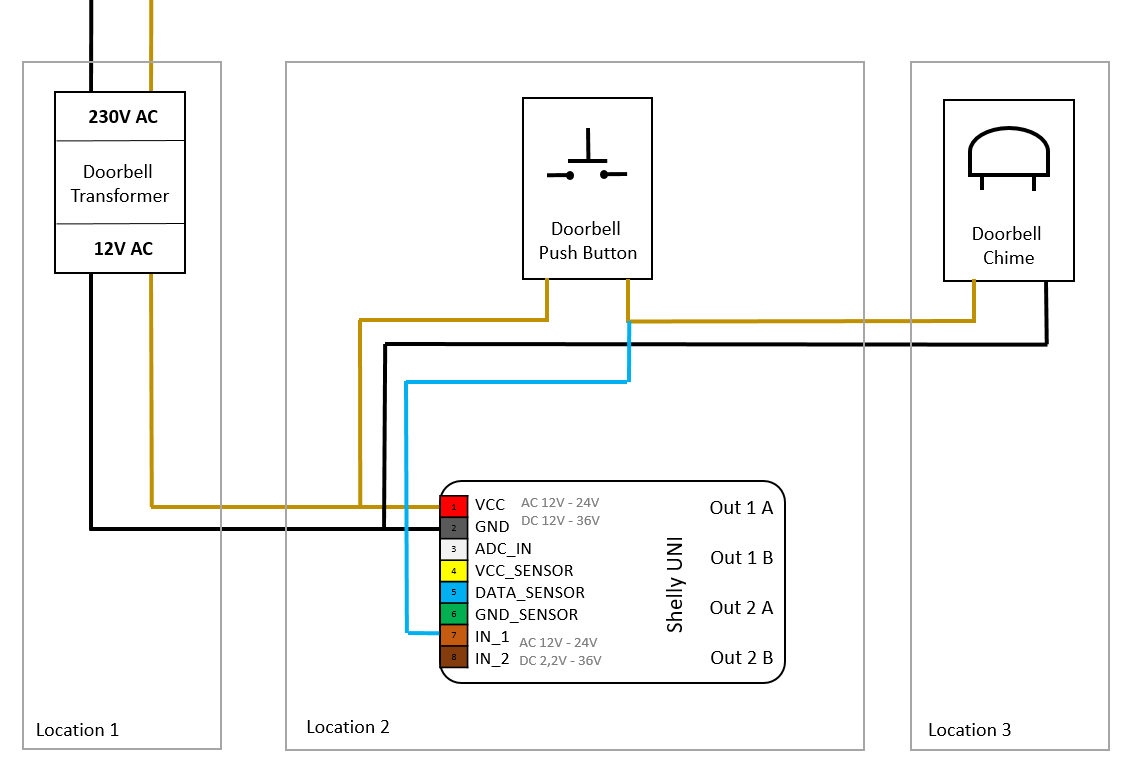 230V AC
Doorbell
Transformer
12V AC
Location 1
Doorbell
Push Button
1 VCC AC 12V - 24V
2 GND DC 12V - 36V
3 ADC_IN
4 VCC_SENSOR
5 DATA_SENSOR
6 GND_SENSOR
7 IN_1 AC 12V - 24V
8 IN_2 DC 2,2V - 36V
Shelly UNI
Out 1 A
Out 1 B
Out 2 A
Out 2 B
Location 2
Doorbell
Chime
Location 3